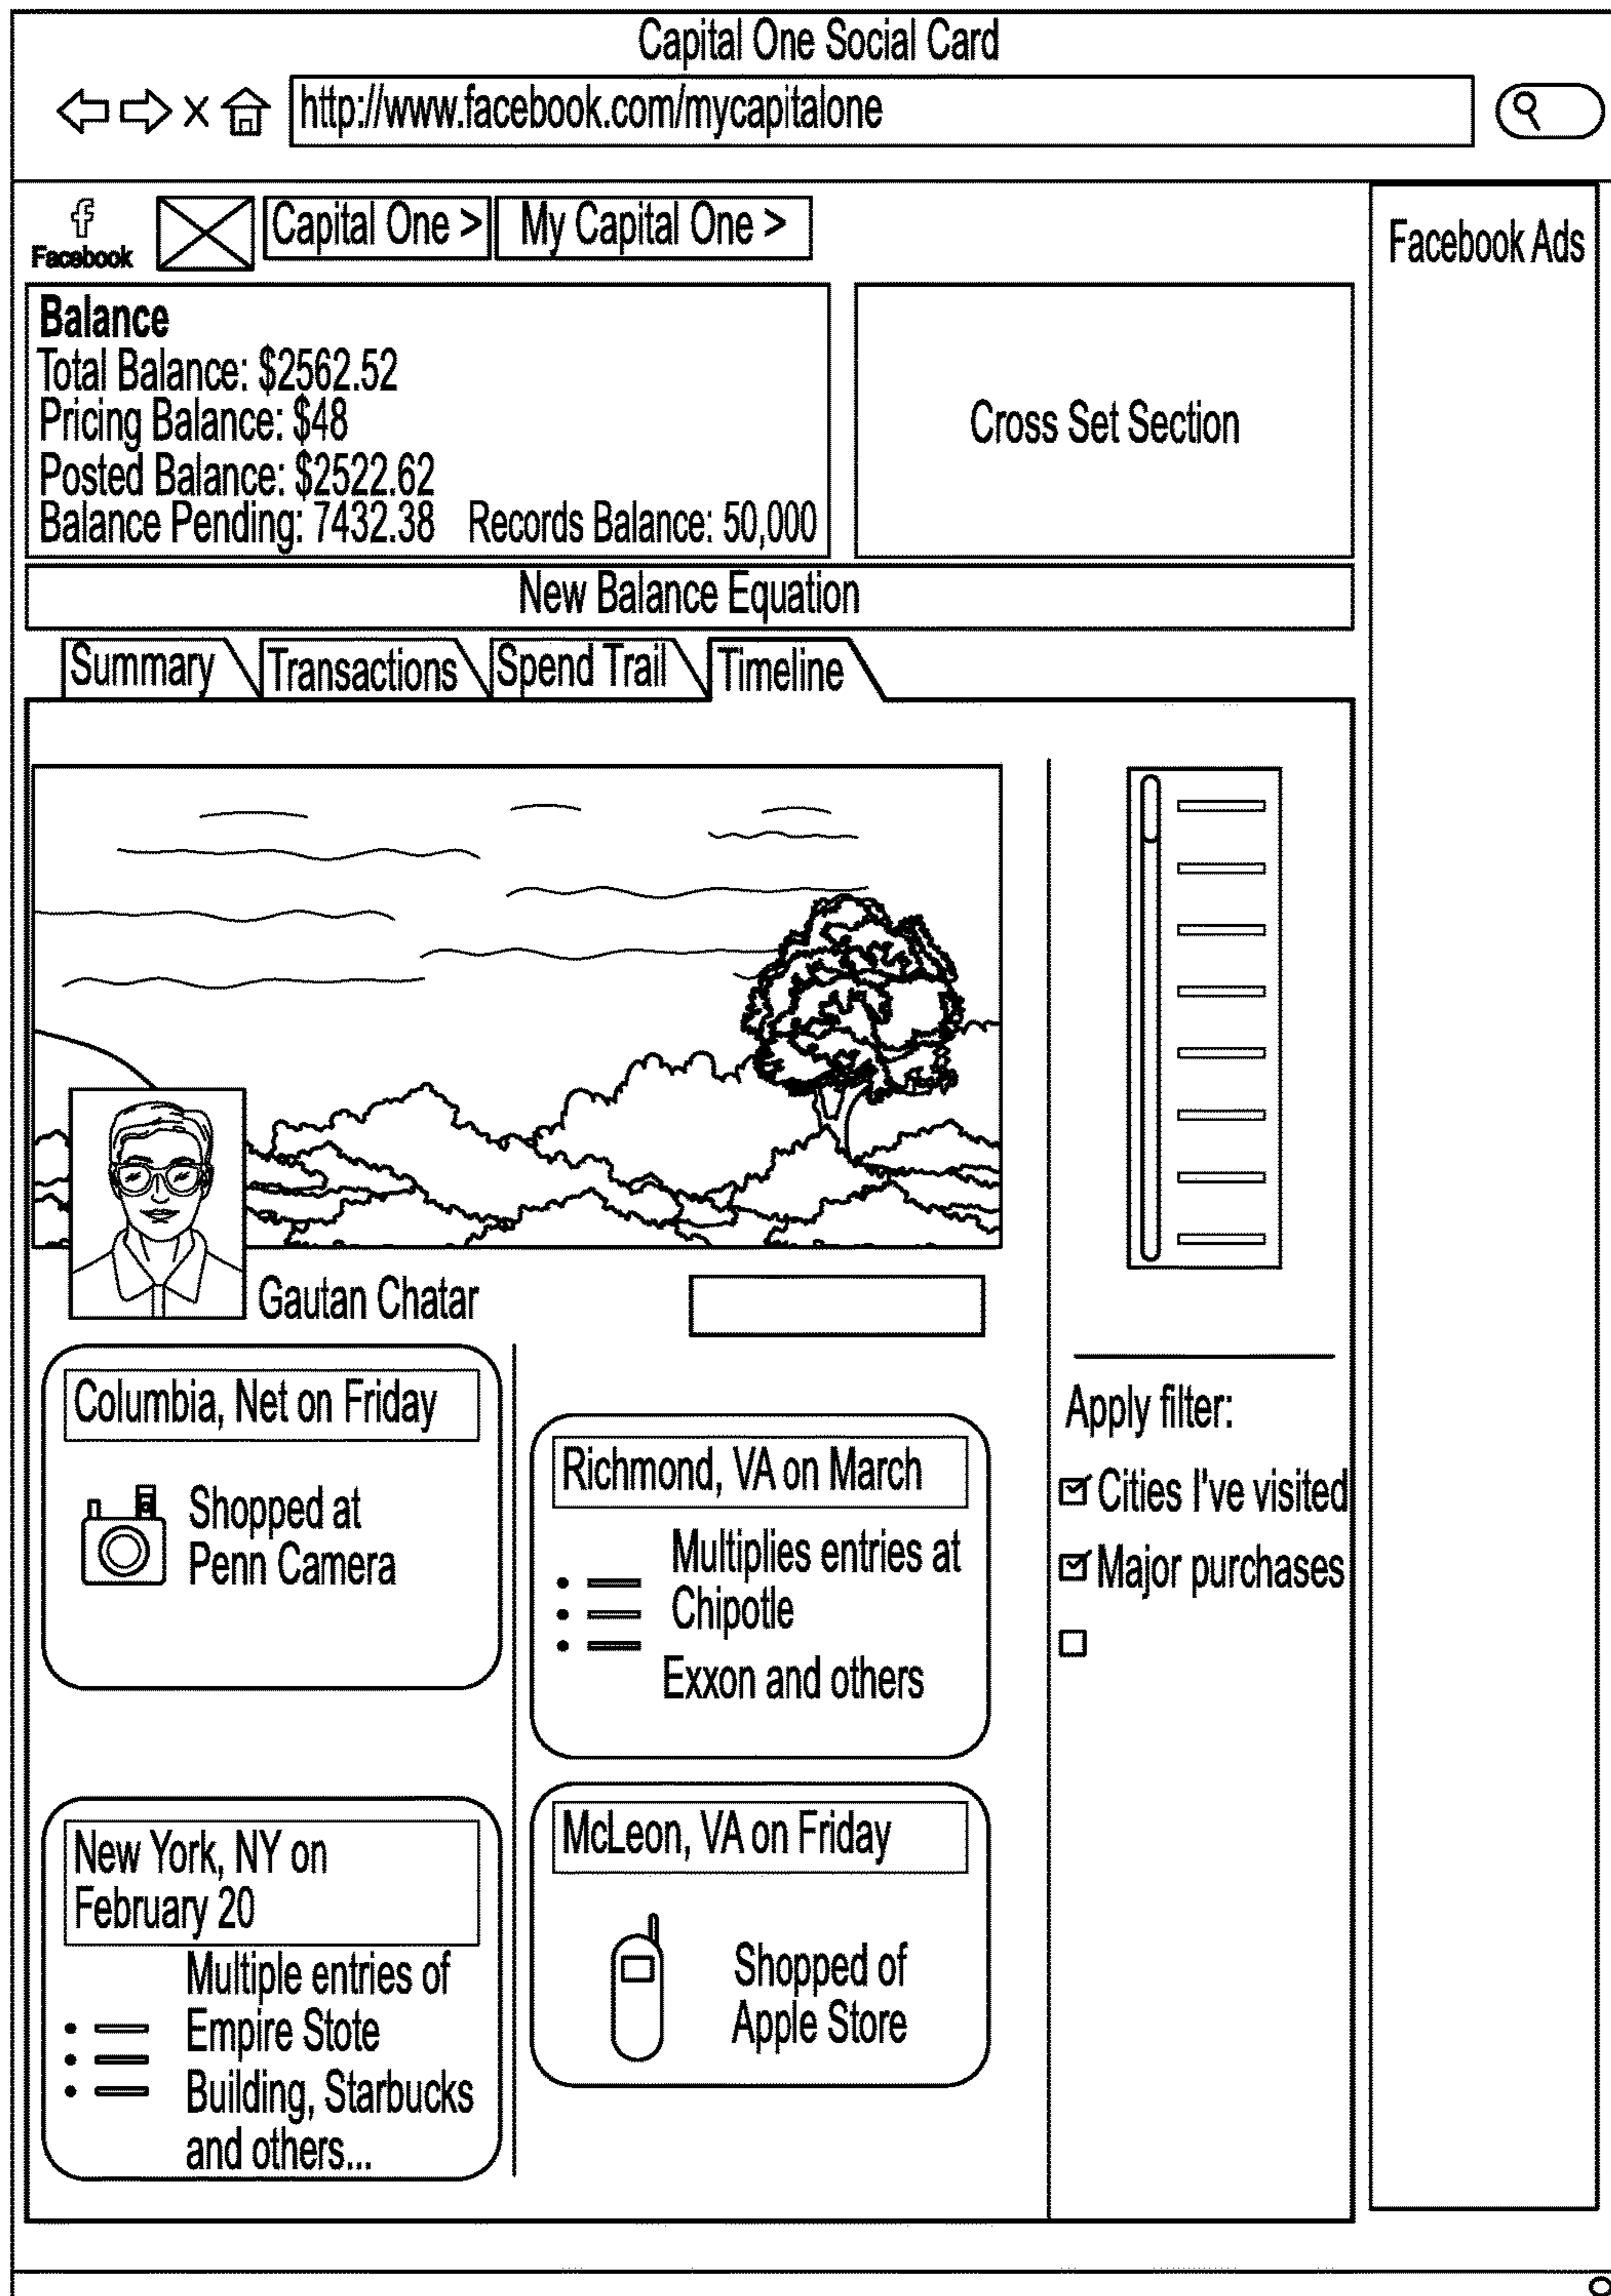 Capital One Social Card
http://www.facebook.com/mycapitalone
f
Facebook
Capital One >
My Capital One >
Facebook Ads
Balance
Total Balance: $2562.52
Pricing Balance: $48
Posted Balance: $2522.62
Balance Pending: 7432.38 Records Balance: 50,000
Cross Set Section
New Balance Equation
Summary
Transactions
Spend Trail
Timeline
Gautan Chatar
Columbia, Net on Friday
Shopped at
Penn Camera
Richmond, VA on March
Multiplies entries at
Chipotle
Exxon and others
New York, NY on
February 20
Multiple entries of
Empire Stote
Building, Starbucks
and others...
McLeon, VA on Friday
Shopped of
Apple Store
Apply filter:
Cities I've visited
Major purchases